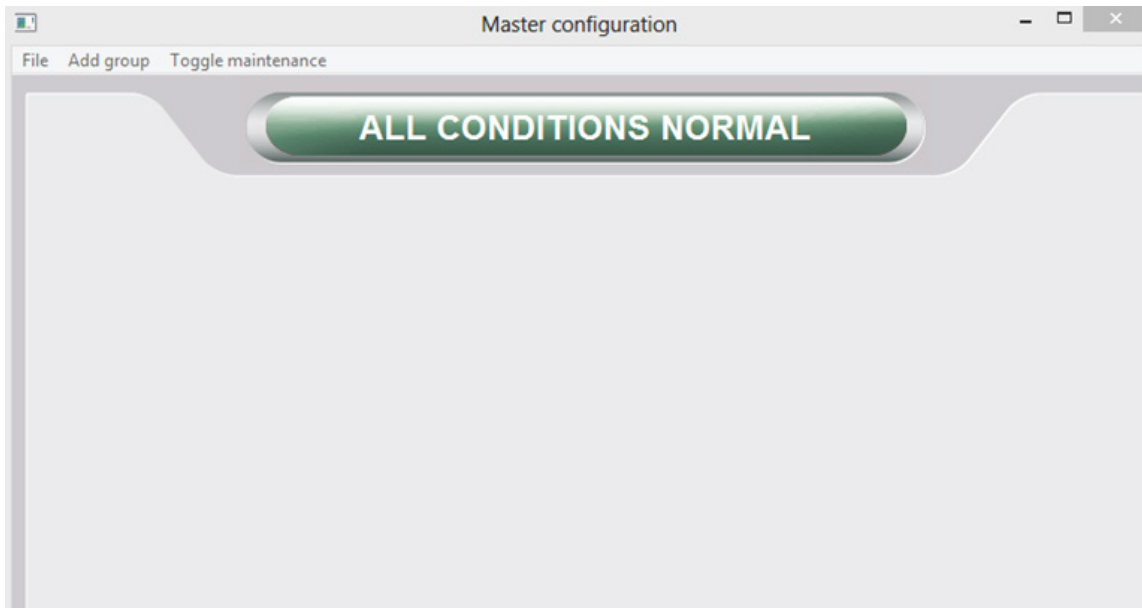 Master configuration
File Add group Toggle maintenance
ALL CONDITIONS NORMAL